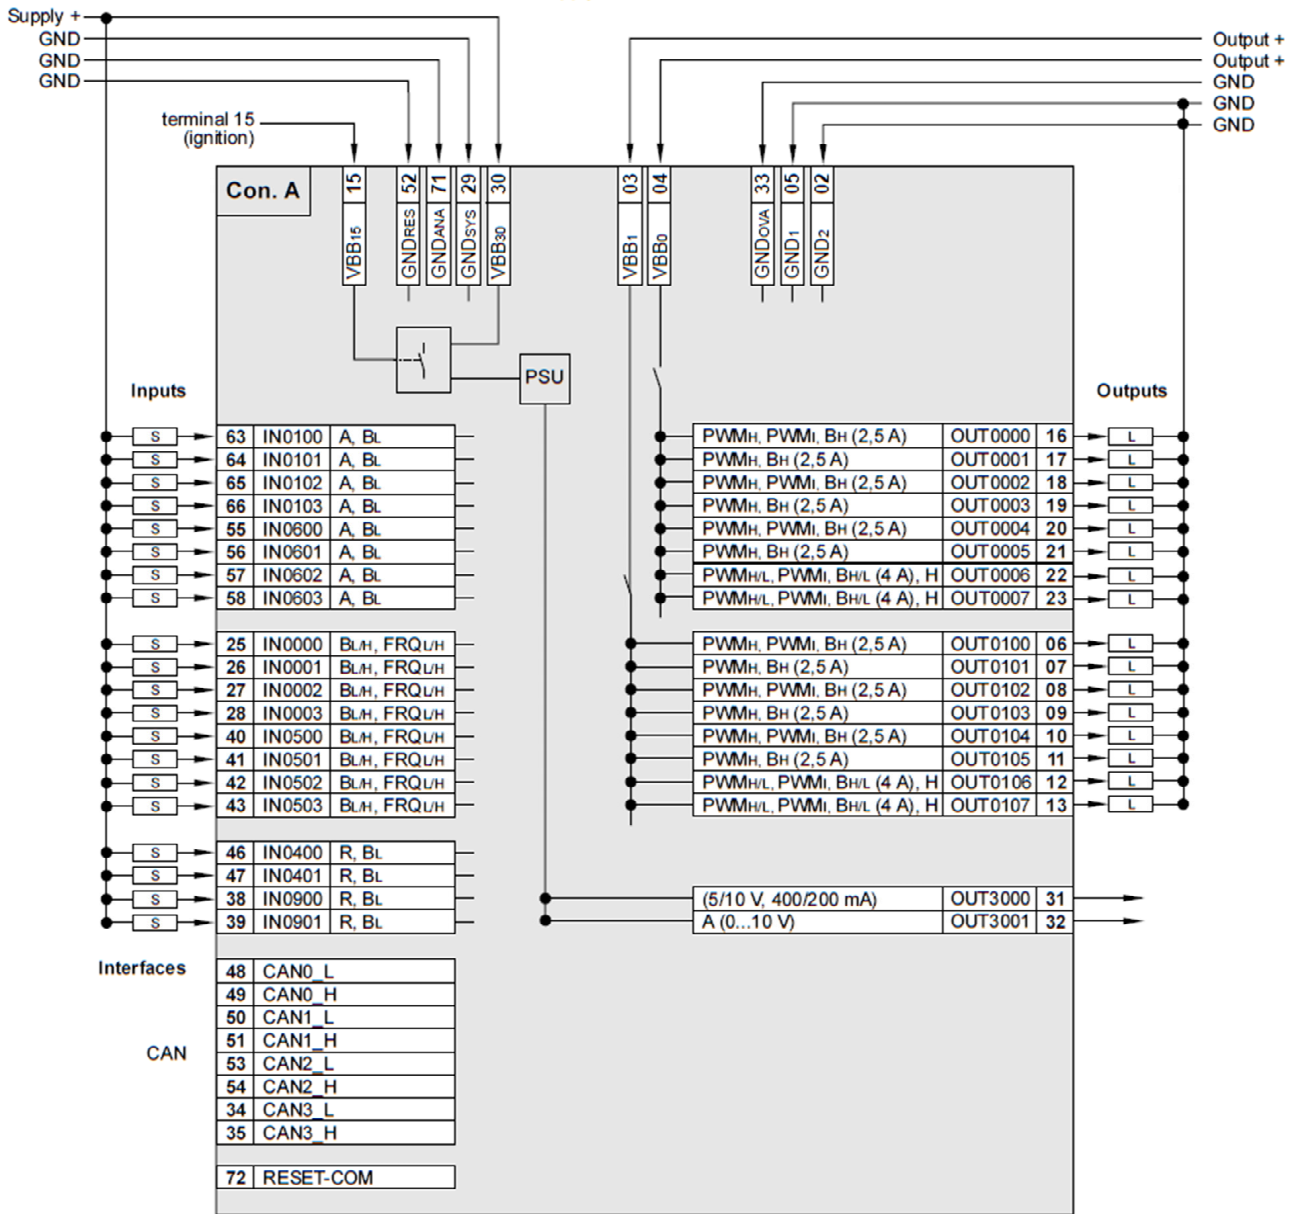 Supply +
GND
GND
GND
Output +
Output +
GND
GND
GND
terminal 15
(ignition)
Con. A
15 52 71 29 30 03 04 33 05 02
VBB15 GNDRES GNDANA GNDSYS VBB30 VBB1 VBB0 GNDOVA GND1 GND2
PSU
Inputs
Outputs
S 63 IN0100 A, BL
S 64 IN0101 A, BL
S 65 IN0102 A, BL
S 66 IN0103 A, BL
S 55 IN0600 A, BL
S 56 IN0601 A, BL
S 57 IN0602 A, BL
S 58 IN0603 A, BL
PWMH, PWMI, BH (2,5 A) OUT0000 16 L
PWMH, BH (2,5 A) OUT0001 17 L
PWMH, PWMI, BH (2,5 A) OUT0002 18 L
PWMH, BH (2,5 A) OUT0003 19 L
PWMH, PWMI, BH (2,5 A) OUT0004 20 L
PWMH, BH (2,5 A) OUT0005 21 L
PWMH/L, PWMI, BH/L (4 A), H OUT0006 22 L
PWMH/L, PWMI, BH/L (4 A), H OUT0007 23 L
S 25 IN0000 BL/H, FRQL/H
S 26 IN0001 BL/H, FRQL/H
S 27 IN0002 BL/H, FRQL/H
S 28 IN0003 BL/H, FRQL/H
S 40 IN0500 BL/H, FRQL/H
S 41 IN0501 BL/H, FRQL/H
S 42 IN0502 BL/H, FRQL/H
S 43 IN0503 BL/H, FRQL/H
PWMH, PWMI, BH (2,5 A) OUT0100 06 L
PWMH, BH (2,5 A) OUT0101 07 L
PWMH, PWMI, BH (2,5 A) OUT0102 08 L
PWMH, BH (2,5 A) OUT0103 09 L
PWMH, PWMI, BH (2,5 A) OUT0104 10 L
PWMH, BH (2,5 A) OUT0105 11 L
PWMH/L, PWMI, BH/L (4 A), H OUT0106 12 L
PWMH/L, PWMI, BH/L (4 A), H OUT0107 13 L
S 46 IN0400 R, BL
S 47 IN0401 R, BL
S 38 IN0900 R, BL
S 39 IN0901 R, BL
(5/10 V, 400/200 mA) OUT3000 31
A (0...10 V) OUT3001 32
Interfaces
CAN
48 CAN0_L
49 CAN0_H
50 CAN1_L
51 CAN1_H
53 CAN2_L
54 CAN2_H
34 CAN3_L
35 CAN3_H
72 RESET-COM